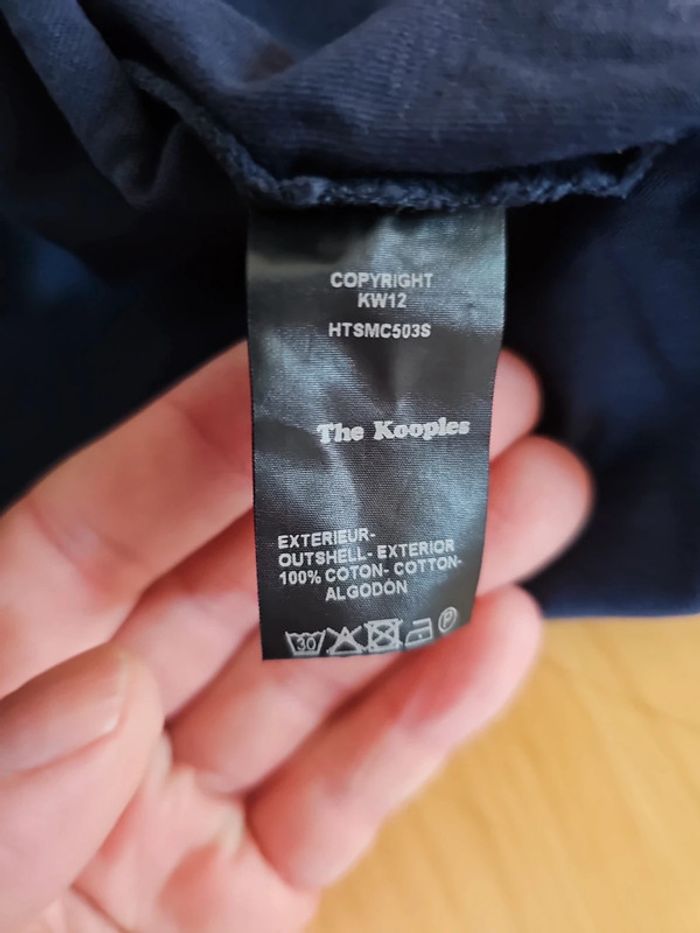 COPYRIGHT
KW12
HTSMC503S
The Kooples
EXTERIEUR-
OUTSHELL- EXTERIOR
100% COTON- COTTON-
ALGODÓN
30 P